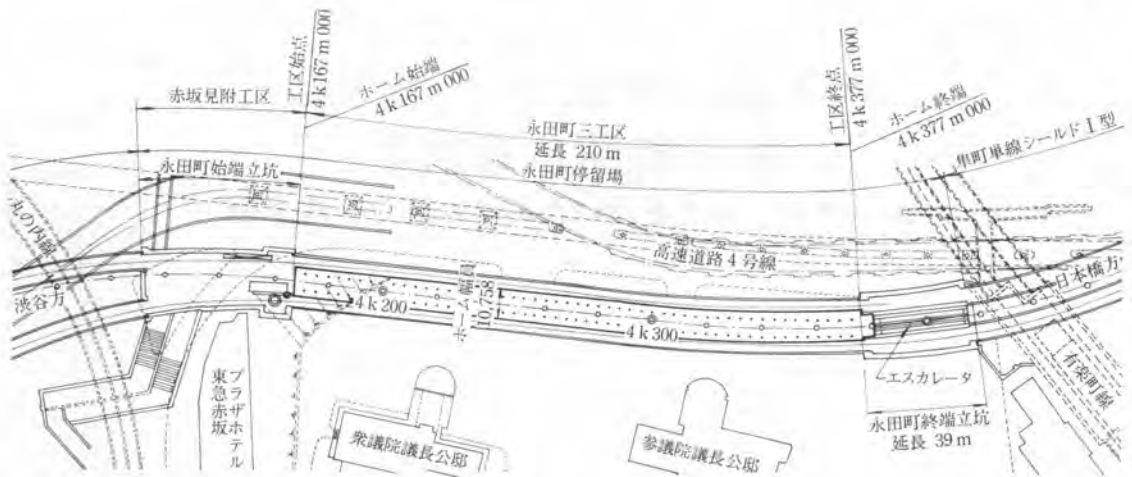 工区始点
4k167m000
ホーム始端
4k167m000
赤坂見附工区
永田町三工区
延長 210m
永田町停留場
工区終点
4k377m000
ホーム終端
4k377m000
隼町単線シールドⅠ型
永田町始端立坑
丸の内線
高速道路4号線
渋谷方
日本橋方
4k200
ホーム幅員
10,758
4k300
エスカレータ
有楽町線
東急赤坂
プラザホテル
衆議院議長公邸
参議院議長公邸
永田町終端立坑
延長 39m